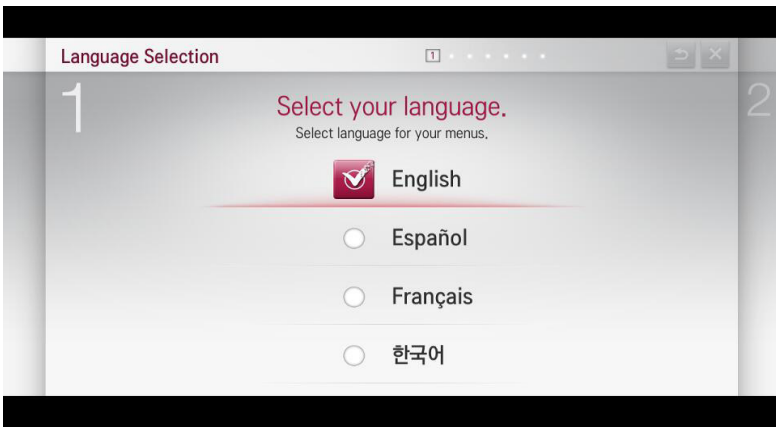 Language Selection
1
1
2
Select your language.
Select language for your menus.
English
Español
Français
한국어